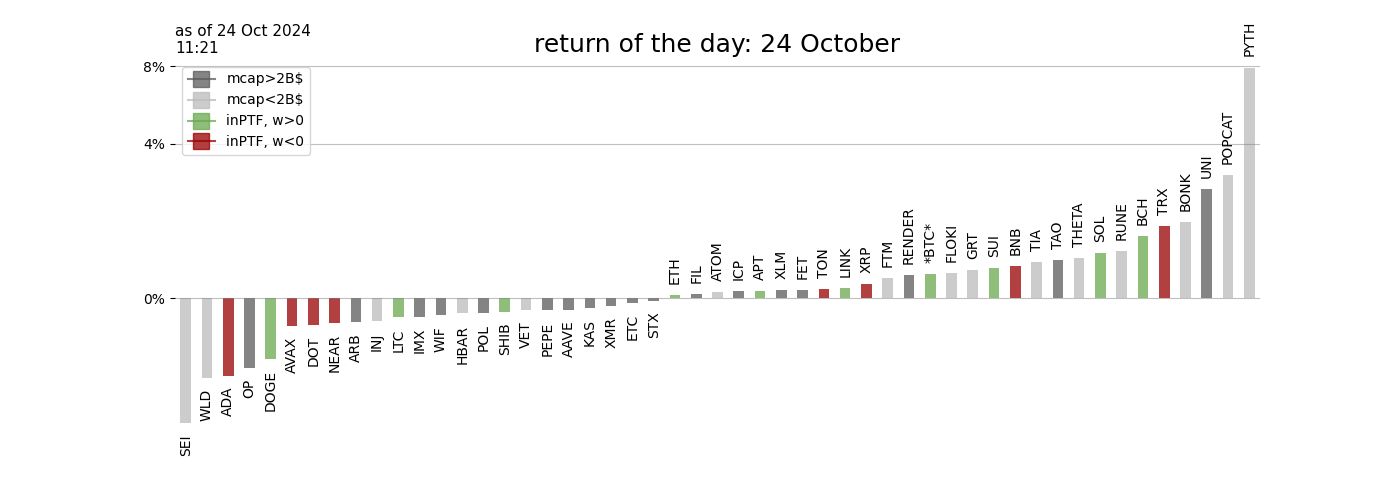 as of 24 Oct 2024
11:21
return of the day: 24 October
8%
4%
0%
mcap>2B$
mcap<2B$
inPTF, w>0
inPTF, w<0
SEI
WLD
ADA
OP
DOGE
AVAX
DOT
NEAR
ARB
INJ
LTC
IMX
WIF
HBAR
POL
SHIB
VET
PEPE
AAVE
KAS
XMR
ETC
STX
ETH
FIL
ATOM
ICP
APT
XLM
FET
TON
LINK
XRP
FTM
RENDER
*BTC*
FLOKI
GRT
SUI
BNB
TIA
TAO
THETA
SOL
RUNE
BCH
TRX
BONK
UNI
POPCAT
PYTH